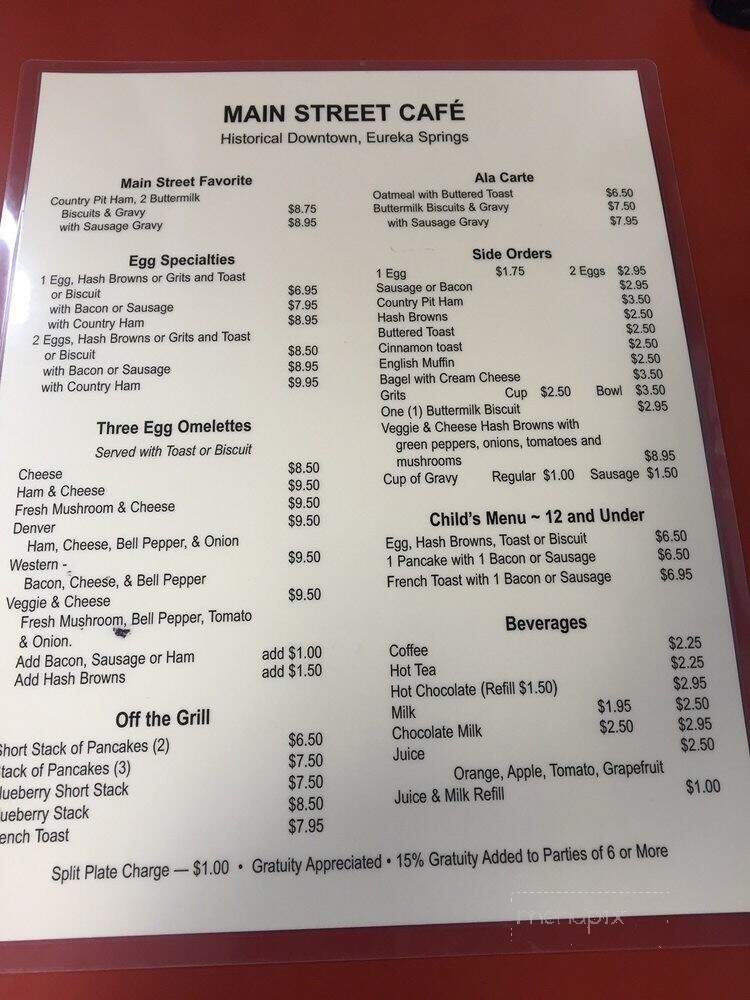 MAIN STREET CAFÉ
Historical Downtown, Eureka Springs
Main Street Favorite
Country Pit Ham, 2 Buttermilk
Biscuits & Gravy $8.75
with Sausage Gravy $8.95
Egg Specialties
1 Egg, Hash Browns or Grits and Toast
or Biscuit $6.95
with Bacon or Sausage $7.95
with Country Ham $8.95
2 Eggs, Hash Browns or Grits and Toast
or Biscuit $8.50
with Bacon or Sausage $8.95
with Country Ham $9.95
Three Egg Omelettes
Served with Toast or Biscuit
Cheese $8.50
Ham & Cheese $9.50
Fresh Mushroom & Cheese $9.50
Denver $9.50
Ham, Cheese, Bell Pepper, & Onion
Western - $9.50
Bacon, Cheese, & Bell Pepper
Veggie & Cheese $9.50
Fresh Mushroom, Bell Pepper, Tomato
& Onion.
Add Bacon, Sausage or Ham add $1.00
Add Hash Browns add $1.50
Off the Grill
Short Stack of Pancakes (2) $6.50
tack of Pancakes (3) $7.50
lueberry Short Stack $7.50
ueberry Stack $8.50
ench Toast $7.95
Ala Carte
Oatmeal with Buttered Toast $6.50
Buttermilk Biscuits & Gravy $7.50
with Sausage Gravy $7.95
Side Orders
1 Egg $1.75 2 Eggs $2.95
Sausage or Bacon $2.95
Country Pit Ham $3.50
Hash Browns $2.50
Buttered Toast $2.50
Cinnamon toast $2.50
English Muffin $2.50
Bagel with Cream Cheese $3.50
Grits Cup $2.50 Bowl $3.50
One (1) Buttermilk Biscuit $2.95
Veggie & Cheese Hash Browns with
green peppers, onions, tomatoes and
mushrooms $8.95
Cup of Gravy Regular $1.00 Sausage $1.50
Child's Menu ~ 12 and Under
Egg, Hash Browns, Toast or Biscuit $6.50
1 Pancake with 1 Bacon or Sausage $6.50
French Toast with 1 Bacon or Sausage $6.95
Beverages
Coffee $2.25
Hot Tea $2.25
Hot Chocolate (Refill $1.50) $2.95
Milk $1.95 $2.50
Chocolate Milk $2.50 $2.95
Juice $2.50
Orange, Apple, Tomato, Grapefruit
Juice & Milk Refill $1.00
Split Plate Charge — $1.00 • Gratuity Appreciated • 15% Gratuity Added to Parties of 6 or More
menupix